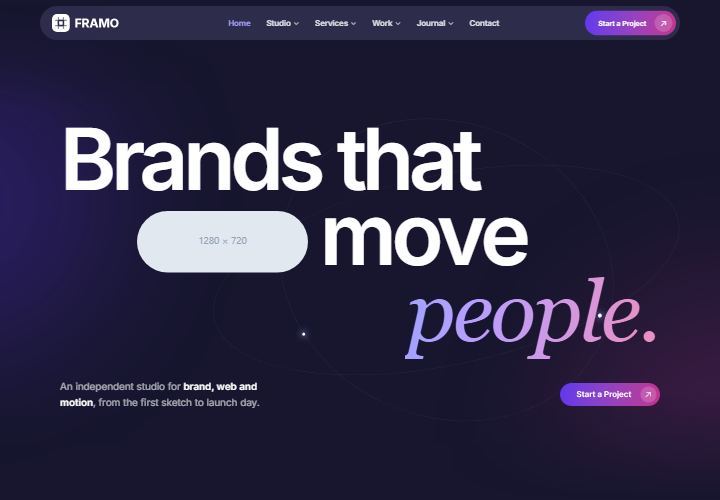 FRAMO
Home Studio Services Work Journal Contact
Start a Project
Brands that
1280 × 720
move
people.
An independent studio for brand, web and
motion, from the first sketch to launch day.
Start a Project